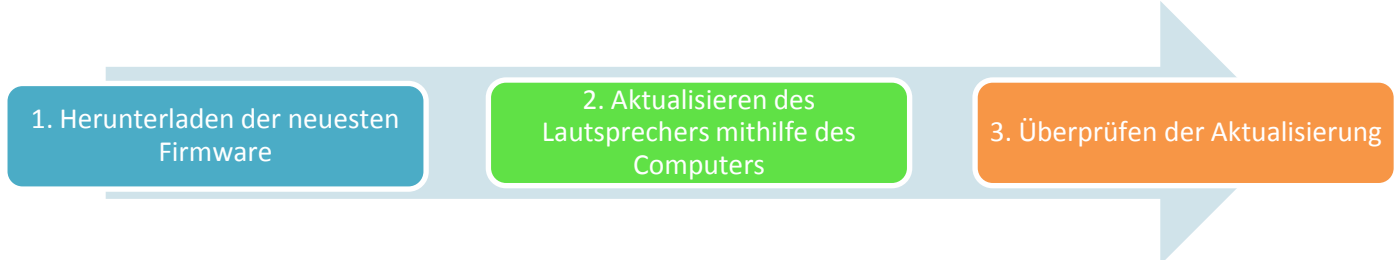 1. Herunterladen der neuesten
Firmware
2. Aktualisieren des
Lautsprechers mithilfe des
Computers
3. Überprüfen der Aktualisierung